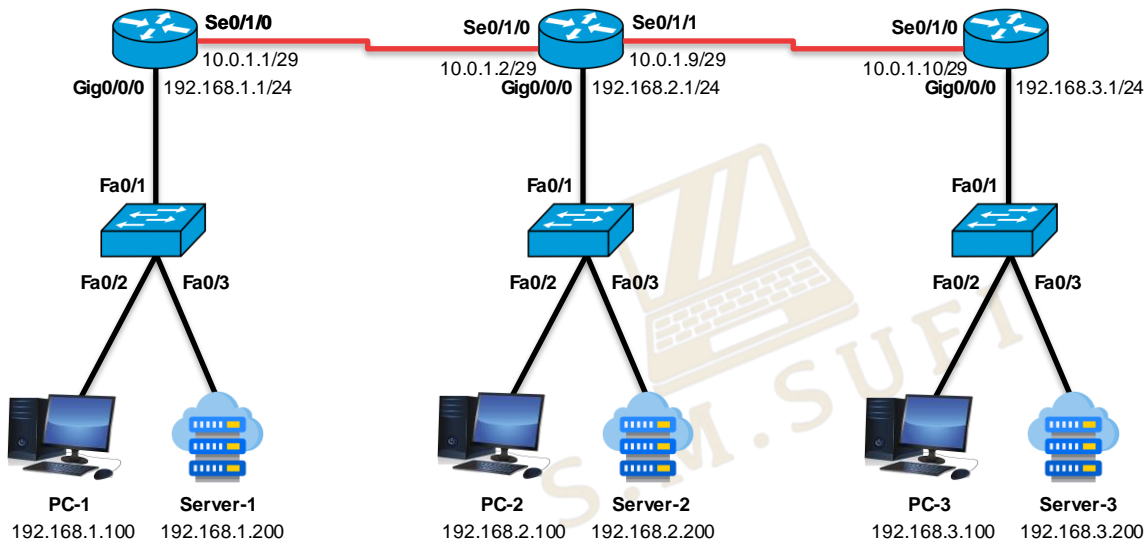 Se0/1/0
Se0/1/0
Se0/1/1
Se0/1/0
10.0.1.1/29
10.0.1.2/29
10.0.1.9/29
10.0.1.10/29
Gig0/0/0
192.168.1.1/24
Gig0/0/0
192.168.2.1/24
Gig0/0/0
192.168.3.1/24
Fa0/1
Fa0/1
Fa0/1
Fa0/2
Fa0/3
Fa0/2
Fa0/3
Fa0/2
Fa0/3
S.M.SUFI
PC-1
Server-1
PC-2
Server-2
PC-3
Server-3
192.168.1.100
192.168.1.200
192.168.2.100
192.168.2.200
192.168.3.100
192.168.3.200